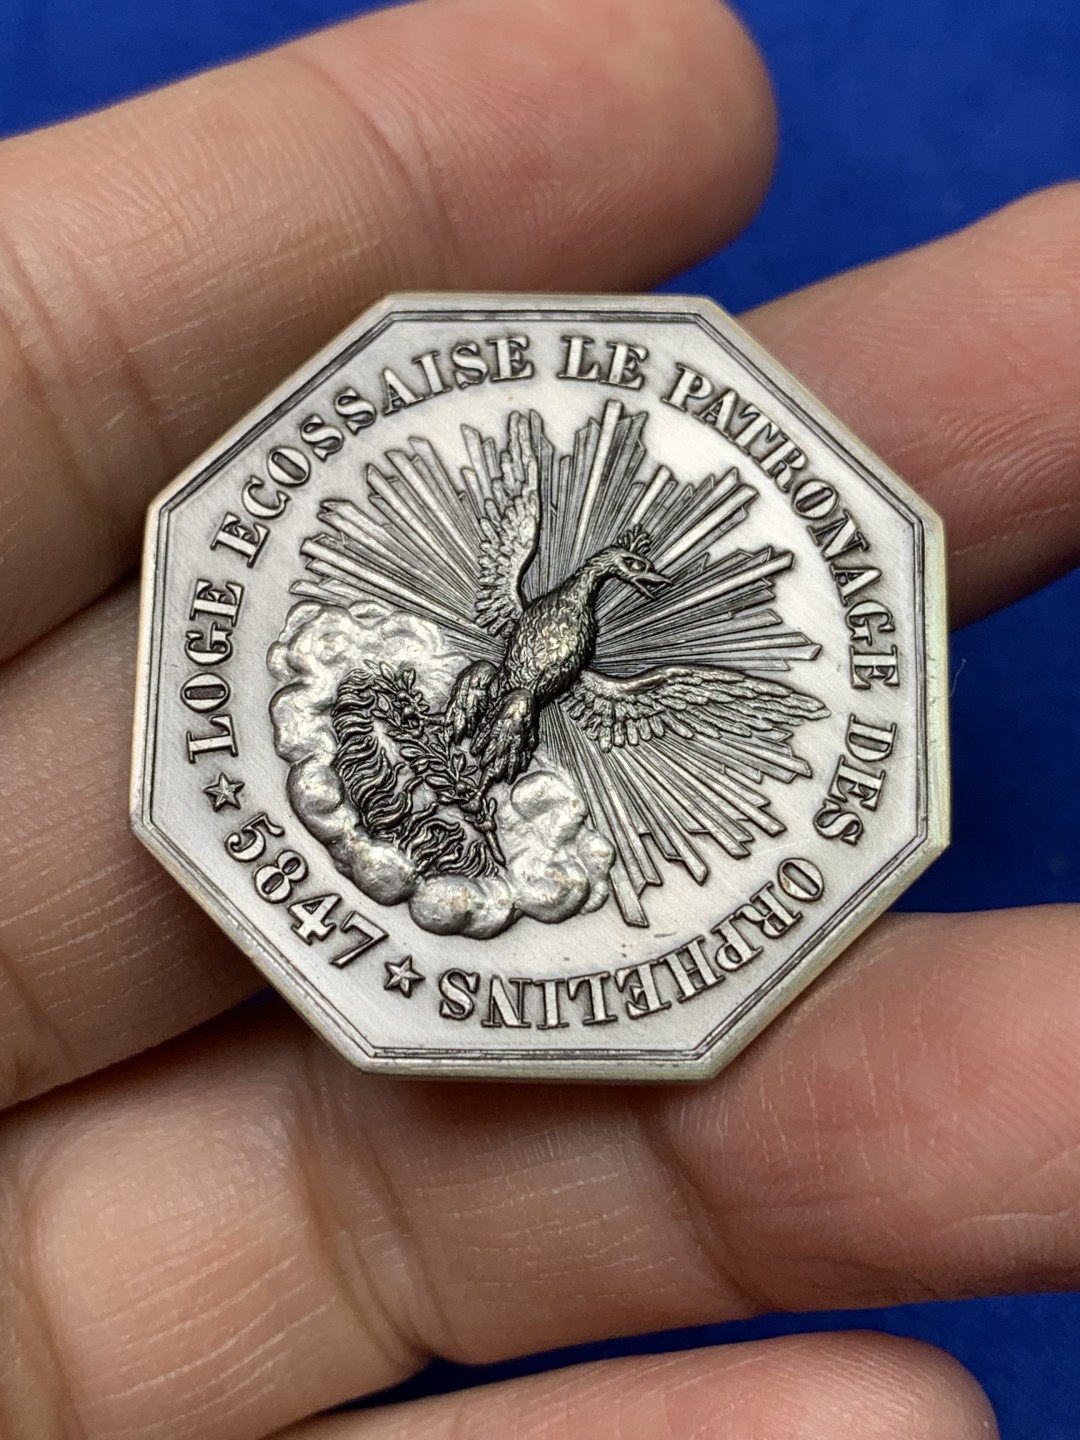 LOGE ECOSSAISE LE PATRONAGE DES ORPHELINS
★ 5847 ★